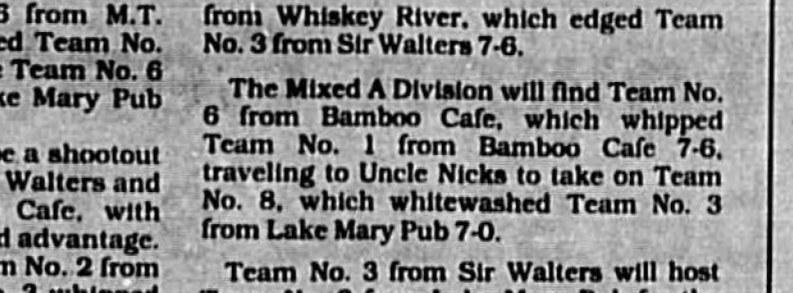 6 from M.T.
ed Team No.
e Team No. 6
ke Mary Pub
be a shootout
Walters and
Cafe, with
d advantage.
m No. 2 from
from Whiskey River, which edged Team
No. 3 from Sir Walters 7-6.
The Mixed A Division will find Team No.
6 from Bamboo Cafe, which whipped
Team No. 1 from Bamboo Cafe 7-6,
traveling to Uncle Nicks to take on Team
No. 8, which whitewashed Team No. 3
from Lake Mary Pub 7-0.
Team No. 3 from Sir Walters will host